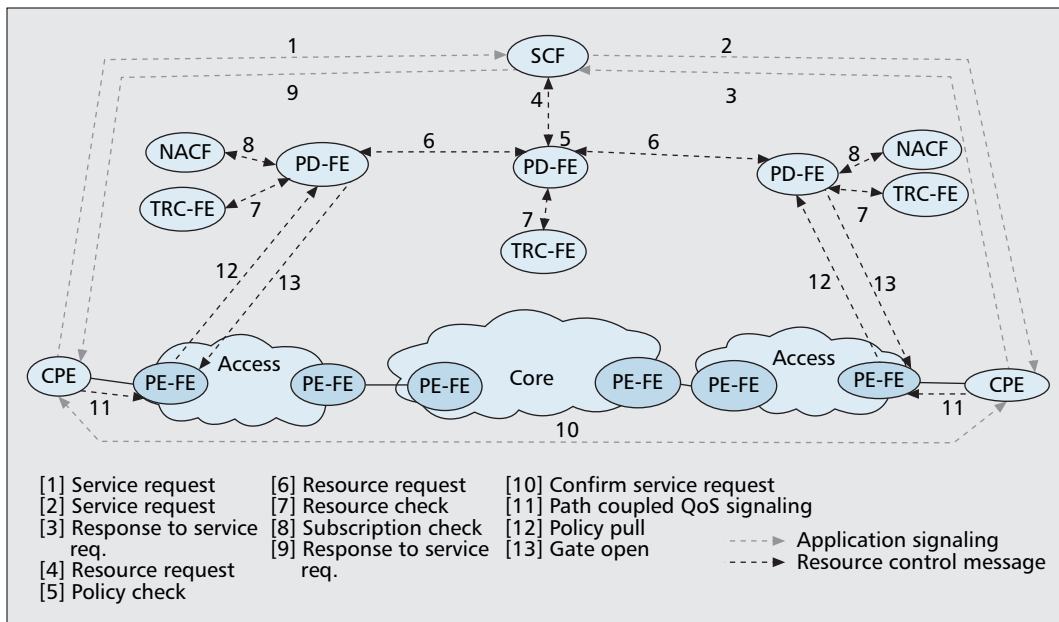 1
SCF
2
9
4
3
NACF
8
PD-FE
6
5
PD-FE
6
PD-FE
8
NACF
TRC-FE
7
7
TRC-FE
7
TRC-FE
12
13
12
13
CPE
PE-FE
Access
PE-FE
PE-FE
Core
PE-FE
PE-FE
Access
PE-FE
CPE
11
11
10
[1] Service request
[2] Service request
[3] Response to service
req.
[4] Resource request
[5] Policy check
[6] Resource request
[7] Resource check
[8] Subscription check
[9] Response to service
req.
[10] Confirm service request
[11] Path coupled QoS signaling
[12] Policy pull
[13] Gate open
Application signaling
Resource control message